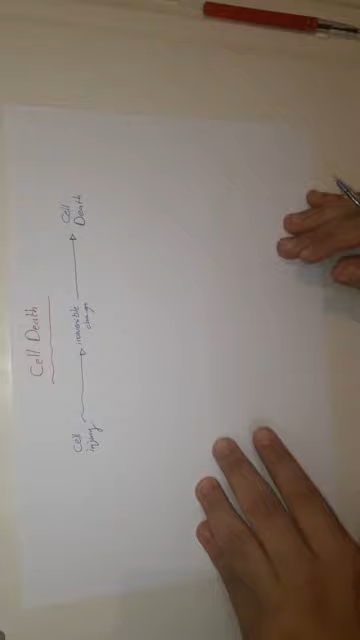 Cell Death
Cell
injury
irreversible
change
Cell
Death